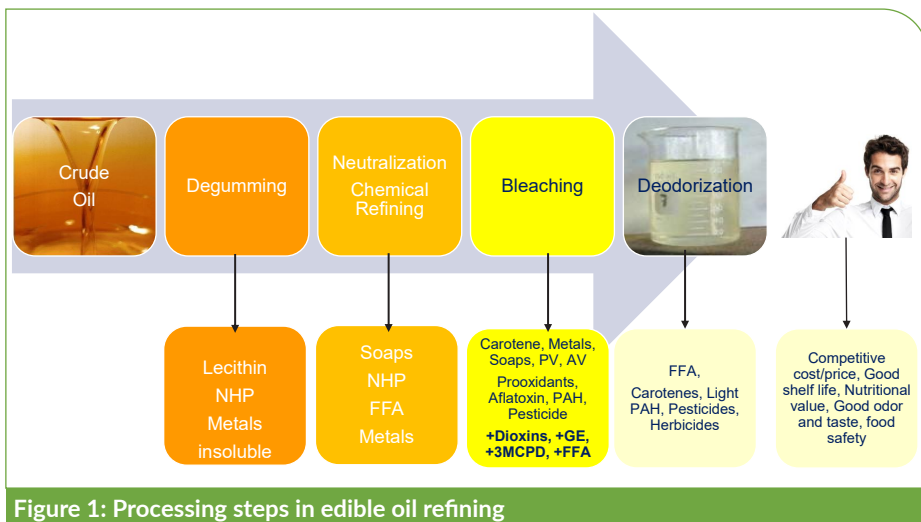 Crude
Oil
Degumming
Neutralization
Chemical
Refining
Bleaching
Deodorization
Lecithin
NHP
Metals
insoluble
Soaps
NHP
FFA
Metals
Carotene, Metals,
Soaps, PV, AV
Prooxidants,
Aflatoxin, PAH,
Pesticide
+Dioxins, +GE,
+3MCPD, +FFA
FFA,
Carotenes, Light
PAH, Pesticides,
Herbicides
Competitive
cost/price, Good
shelf life, Nutritional
value, Good odor
and taste, food
safety
Figure 1: Processing steps in edible oil refining